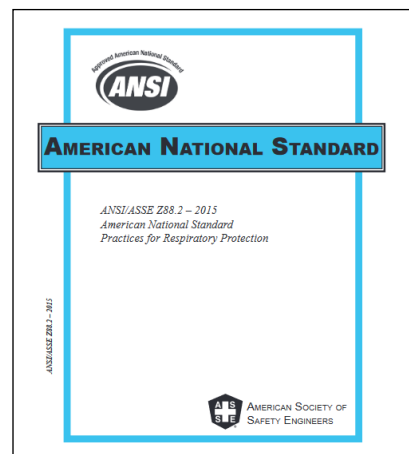 Approved American National Standard
ANSI
AMERICAN NATIONAL STANDARD
ANSI/ASSE Z88.2 – 2015
American National Standard
Practices for Respiratory Protection
ANSI/ASSE Z88.2 – 2015
A S
S E
AMERICAN SOCIETY OF
SAFETY ENGINEERS